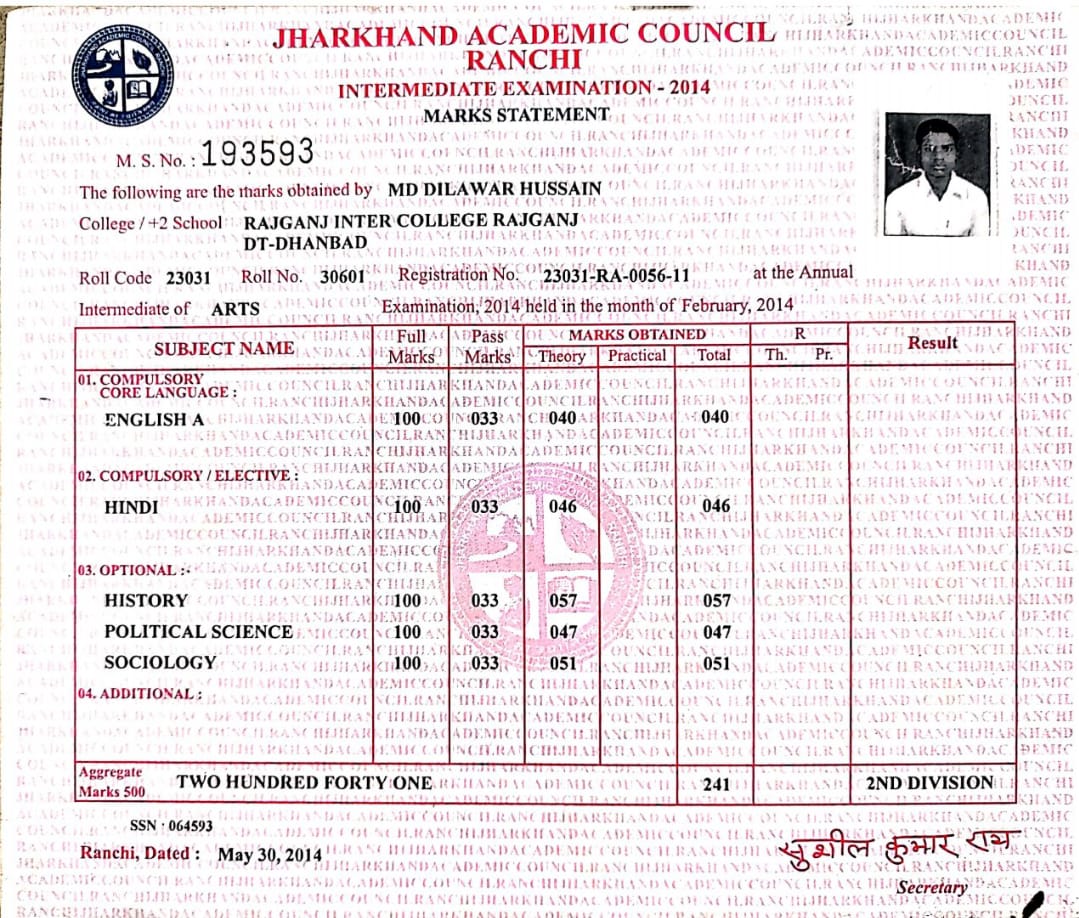 JHARKHAND ACADEMIC COUNCIL
RANCHI
INTERMEDIATE EXAMINATION - 2014
MARKS STATEMENT
M. S. No. : 193593
The following are the marks obtained by MD DILAWAR HUSSAIN
College / +2 School RAJGANJ INTER COLLEGE RAJGANJ
DT-DHANBAD
Roll Code 23031 Roll No. 30601 Registration No. 23031-RA-0056-11 at the Annual
Intermediate of ARTS Examination, 2014 held in the month of February, 2014
SUBJECT NAME Full Marks Pass Marks MARKS OBTAINED R Result
Theory Practical Total Th. Pr.
01. COMPULSORY
CORE LANGUAGE :
ENGLISH A 100 033 040 040
02. COMPULSORY / ELECTIVE :
HINDI 100 033 046 046
03. OPTIONAL :-
HISTORY 100 033 057 057
POLITICAL SCIENCE 100 033 047 047
SOCIOLOGY 100 033 051 051
04. ADDITIONAL :
Aggregate
Marks 500 TWO HUNDRED FORTY ONE 241 2ND DIVISION
SSN - 064593
Ranchi, Dated : May 30, 2014
सुशील कुमार राय
Secretary